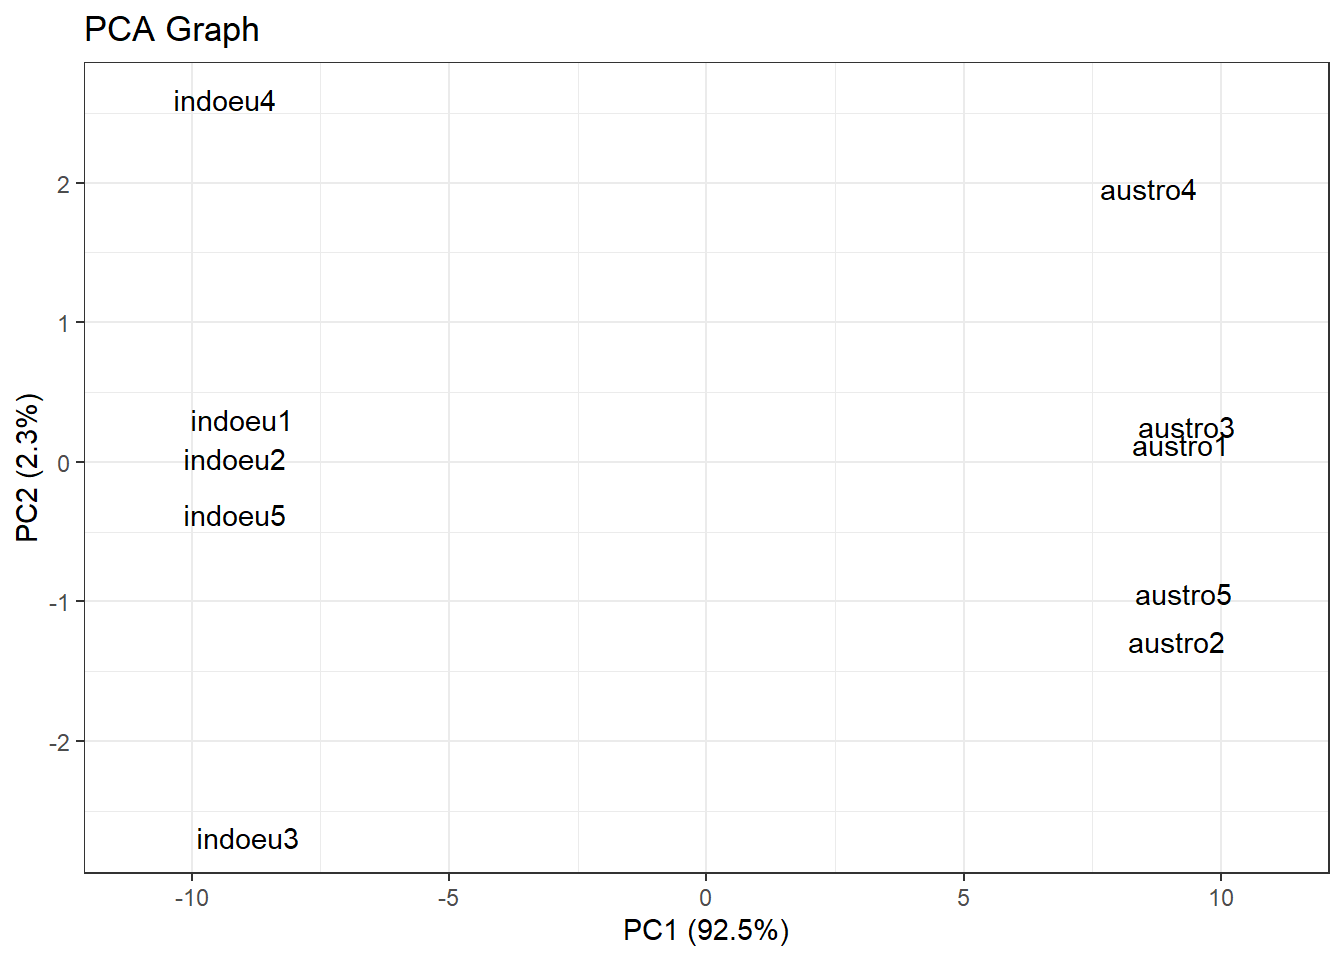 PCA Graph
indoeu4
austro4
indoeu1
austro3
austro1
indoeu2
indoeu5
austro5
austro2
indoeu3
2
1
0
-1
-2
PC2 (2.3%)
-10
-5
0
5
10
PC1 (92.5%)